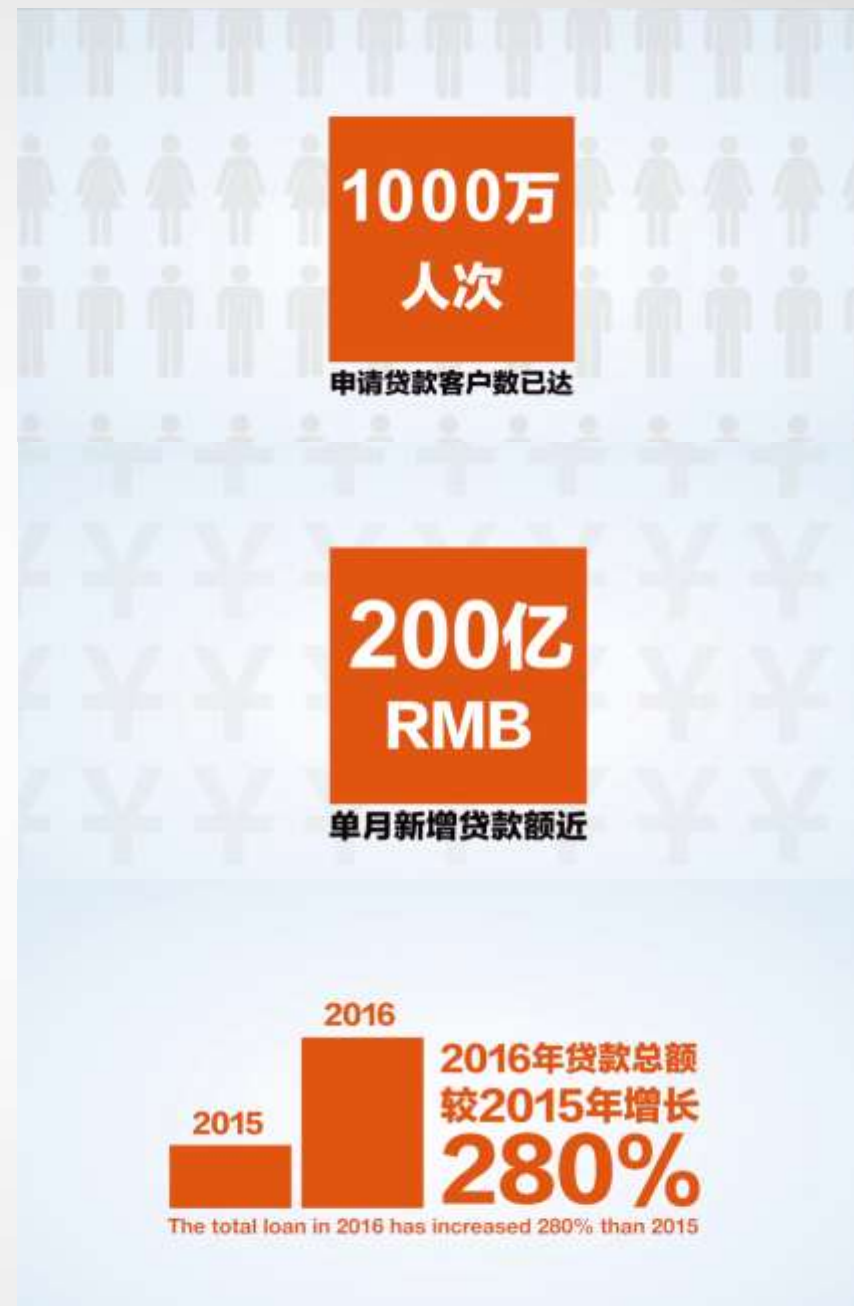 1000万
人次
申请贷款客户数已达
200亿
RMB
单月新增贷款额近
2016
2015
2016年贷款总额
较2015年增长
280%
The total loan in 2016 has increased 280% than 2015